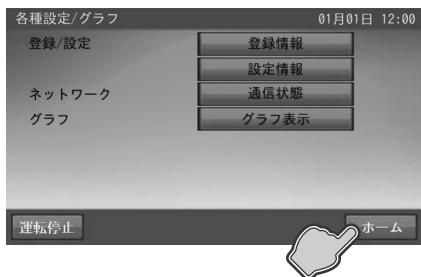 各種設定/グラフ 01月01日 12:00
登録/設定 登録情報
設定情報
ネットワーク 通信状態
グラフ グラフ表示
運転停止 ホーム